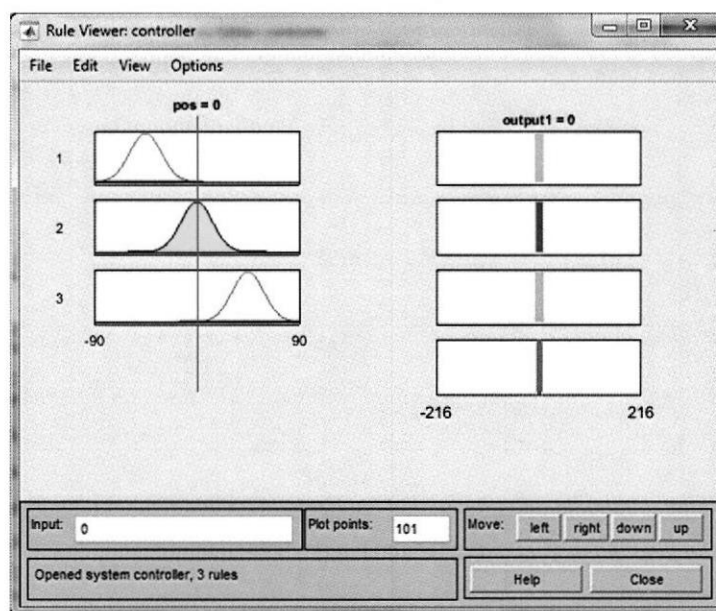 Rule Viewer: controller
File Edit View Options
pos = 0
output1 = 0
1
2
3
-90 90
-216 216
Input: 0 Plot points: 101 Move: left right down up
Opened system controller, 3 rules Help Close